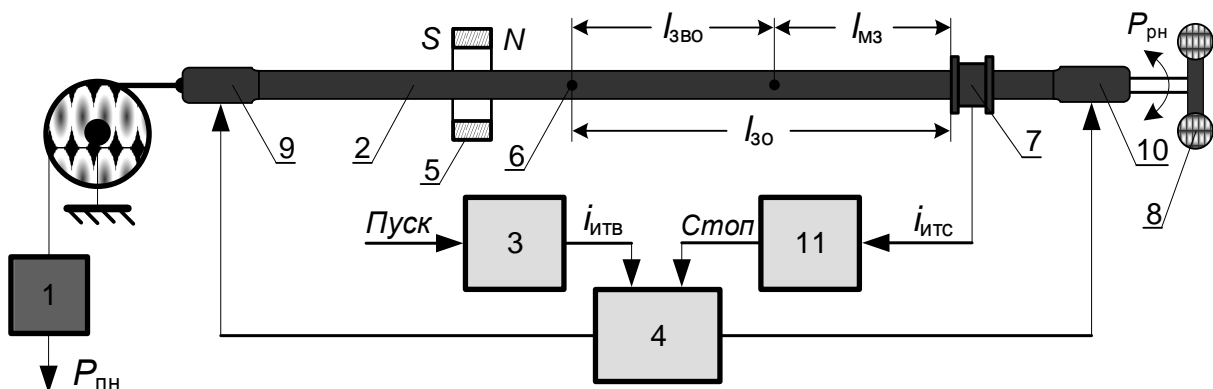 S
N
lзво
lмз
Pрн
lзо
9
2
5
6
7
10
8
Пуск
3
iитв
Стоп
11
iитс
1
4
Pпн